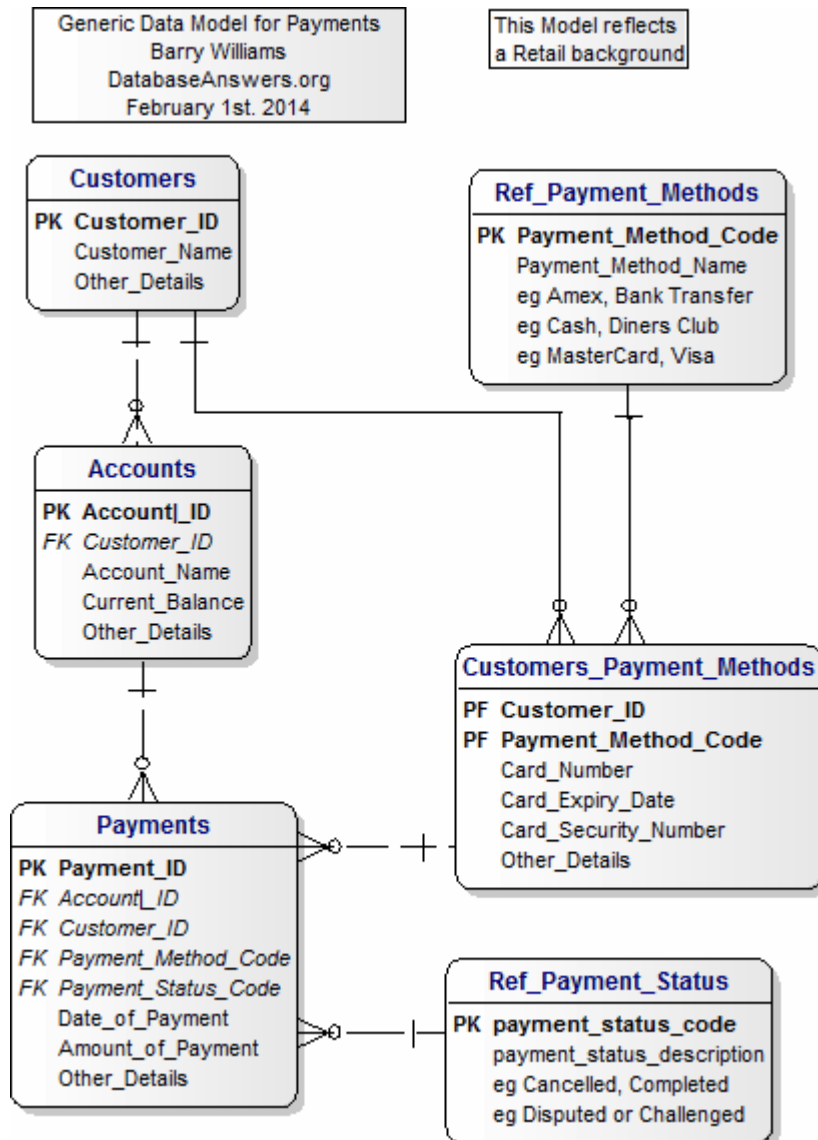 Generic Data Model for Payments
Barry Williams
DatabaseAnswers.org
February 1st. 2014
This Model reflects
a Retail background
Customers
PK Customer_ID
Customer_Name
Other_Details
Ref_Payment_Methods
PK Payment_Method_Code
Payment_Method_Name
eg Amex, Bank Transfer
eg Cash, Diners Club
eg MasterCard, Visa
Accounts
PK Account|_ID
FK Customer_ID
Account_Name
Current_Balance
Other_Details
Customers_Payment_Methods
PF Customer_ID
PF Payment_Method_Code
Card_Number
Card_Expiry_Date
Card_Security_Number
Other_Details
Payments
PK Payment_ID
FK Account|_ID
FK Customer_ID
FK Payment_Method_Code
FK Payment_Status_Code
Date_of_Payment
Amount_of_Payment
Other_Details
Ref_Payment_Status
PK payment_status_code
payment_status_description
eg Cancelled, Completed
eg Disputed or Challenged